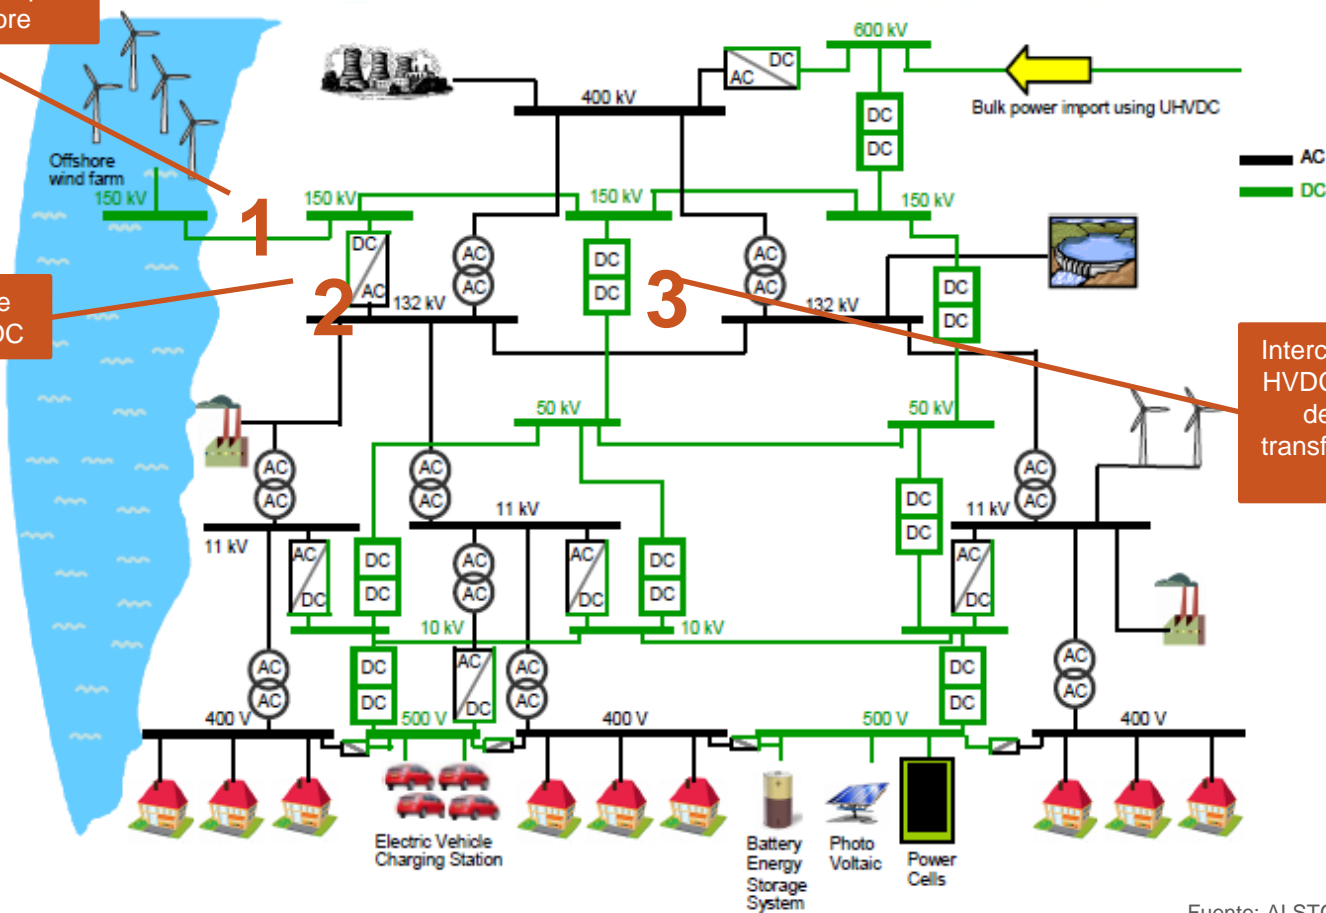 ore
600 kV
DC
AC
400 kV
DC
DC
Bulk power import using UHVDC
AC
DC
Offshore
wind farm
150 kV
150 kV
150 kV
150 kV
1
DC
AC
AC
AC
DC
DC
AC
AC
DC
DC
2
3
132 kV
132 kV
e
DC
Interc
HVDC
de
transf
50 kV
50 kV
AC
AC
AC
AC
DC
DC
AC
AC
11 kV
11 kV
11 kV
AC
DC
DC
DC
AC
AC
AC
DC
DC
DC
AC
DC
10 kV
10 kV
AC
AC
DC
DC
AC
DC
AC
AC
DC
DC
AC
AC
400 V
500 V
400 V
500 V
400 V
Electric Vehicle
Charging Station
Battery
Energy
Storage
System
Photo
Voltaic
Power
Cells